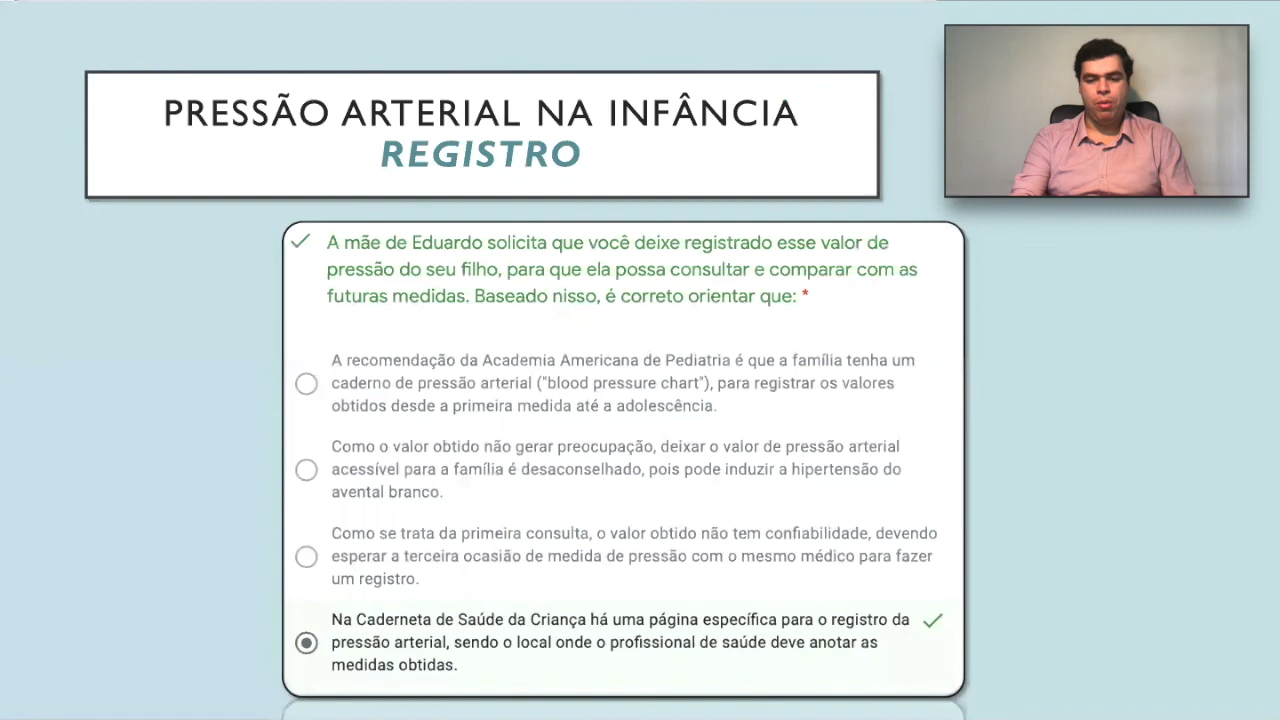 PRESSÃO ARTERIAL NA INFÂNCIA
REGISTRO
A mãe de Eduardo solicita que você deixe registrado esse valor de
pressão do seu filho, para que ela possa consultar e comparar com as
futuras medidas. Baseado nisso, é correto orientar que: *
A recomendação da Academia Americana de Pediatria é que a família tenha um
caderno de pressão arterial ("blood pressure chart"), para registrar os valores
obtidos desde a primeira medida até a adolescência.
Como o valor obtido não gerar preocupação, deixar o valor de pressão arterial
acessível para a família é desaconselhado, pois pode induzir a hipertensão do
avental branco.
Como se trata da primeira consulta, o valor obtido não tem confiabilidade, devendo
esperar a terceira ocasião de medida de pressão com o mesmo médico para fazer
um registro.
Na Caderneta de Saúde da Criança há uma página específica para o registro da
pressão arterial, sendo o local onde o profissional de saúde deve anotar as
medidas obtidas.